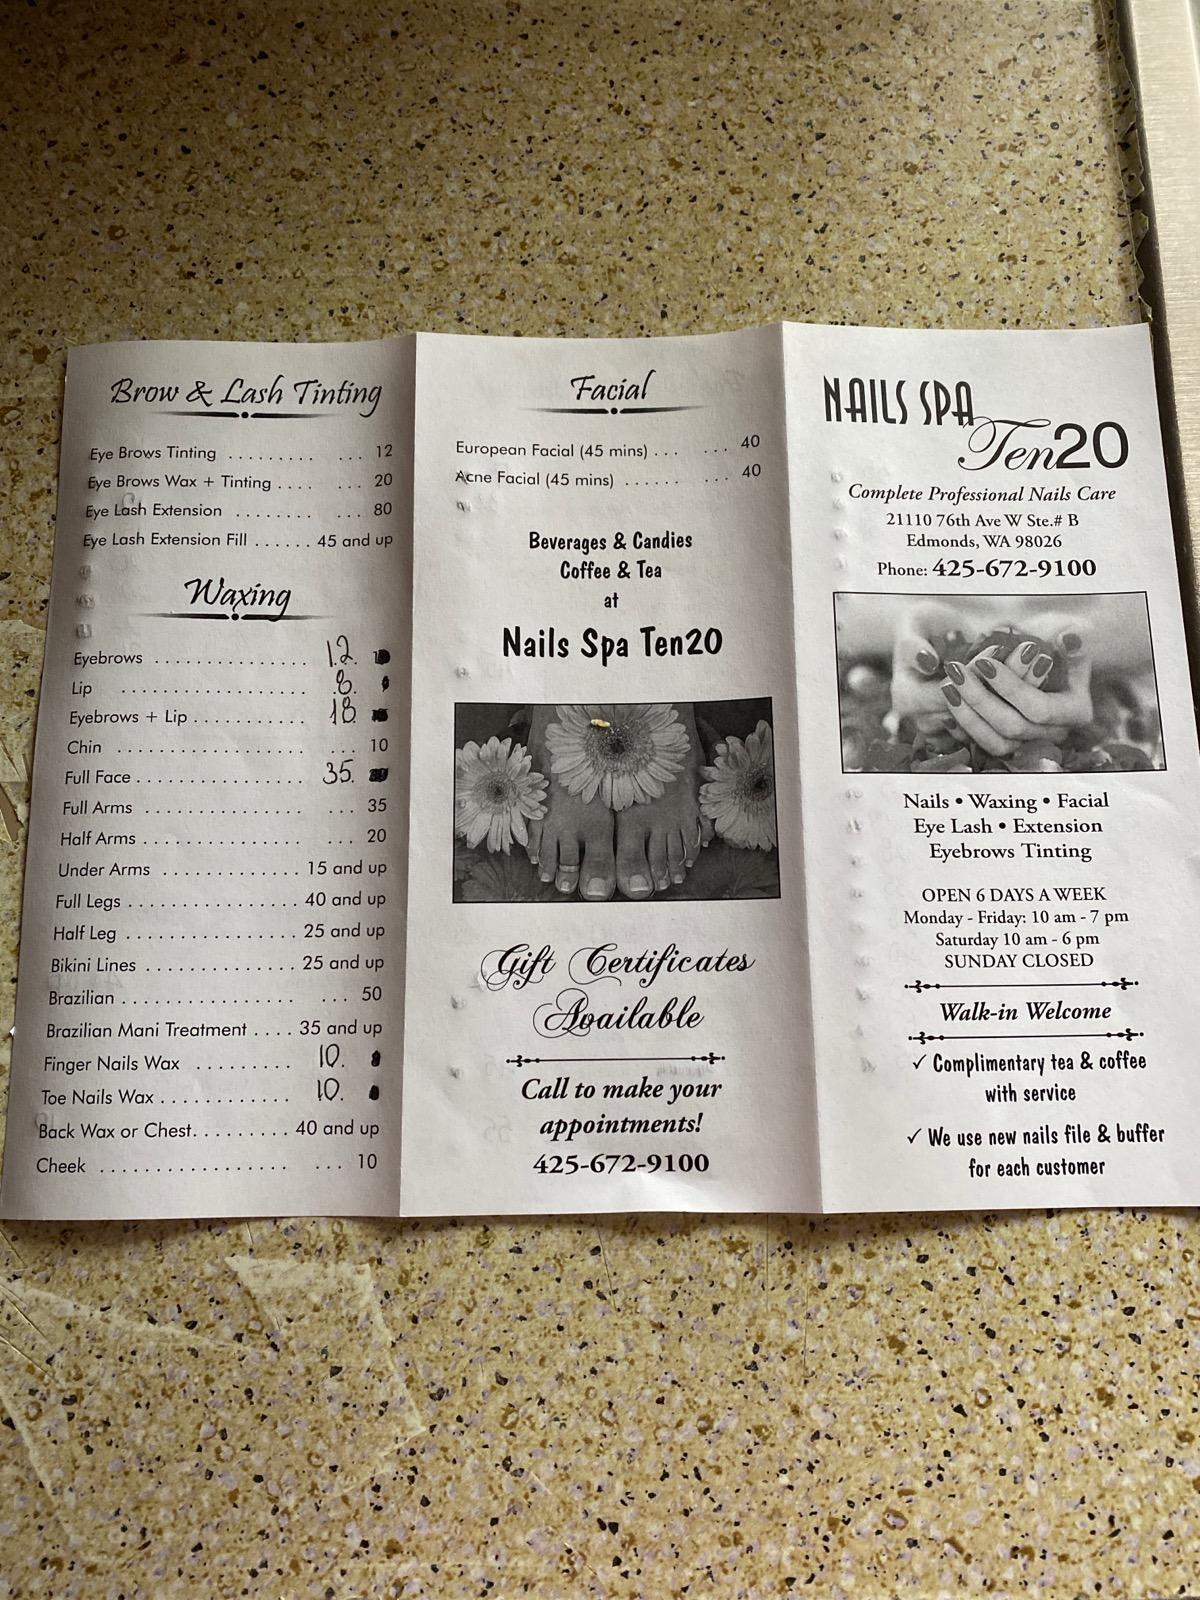 Brow & Lash Tinting
Eye Brows Tinting ......... ... 12
Eye Brows Wax + Tinting .... ... 20
Eye Lash Extension ........ ... 80
Eye Lash Extension Fill ...... 45 and up
Waxing
Eyebrows ............... 12.
Lip .................. 8.
Eyebrows + Lip ........... 18
Chin .................. ... 10
Full Face ................ 35.
Full Arms ................ ... 35
Half Arms ............... ... 20
Under Arms ............. 15 and up
Full Legs ................ 40 and up
Half Leg ................ 25 and up
Bikini Lines .............. 25 and up
Brazilian ................. ... 50
Brazilian Mani Treatment .... 35 and up
Finger Nails Wax ......... 10.
Toe Nails Wax ............ 10.
Back Wax or Chest ......... 40 and up
Cheek .................. ... 10
Facial
European Facial (45 mins) ... ... 40
Acne Facial (45 mins) ...... ... 40
Beverages & Candies
Coffee & Tea
at
Nails Spa Ten20
Gift Certificates
Available
Call to make your
appointments!
425-672-9100
NAILS SPA
Ten20
Complete Professional Nails Care
21110 76th Ave W Ste.# B
Edmonds, WA 98026
Phone: 425-672-9100
Nails • Waxing • Facial
Eye Lash • Extension
Eyebrows Tinting
OPEN 6 DAYS A WEEK
Monday - Friday: 10 am - 7 pm
Saturday 10 am - 6 pm
SUNDAY CLOSED
Walk-in Welcome
✓ Complimentary tea & coffee
with service
✓ We use new nails file & buffer
for each customer